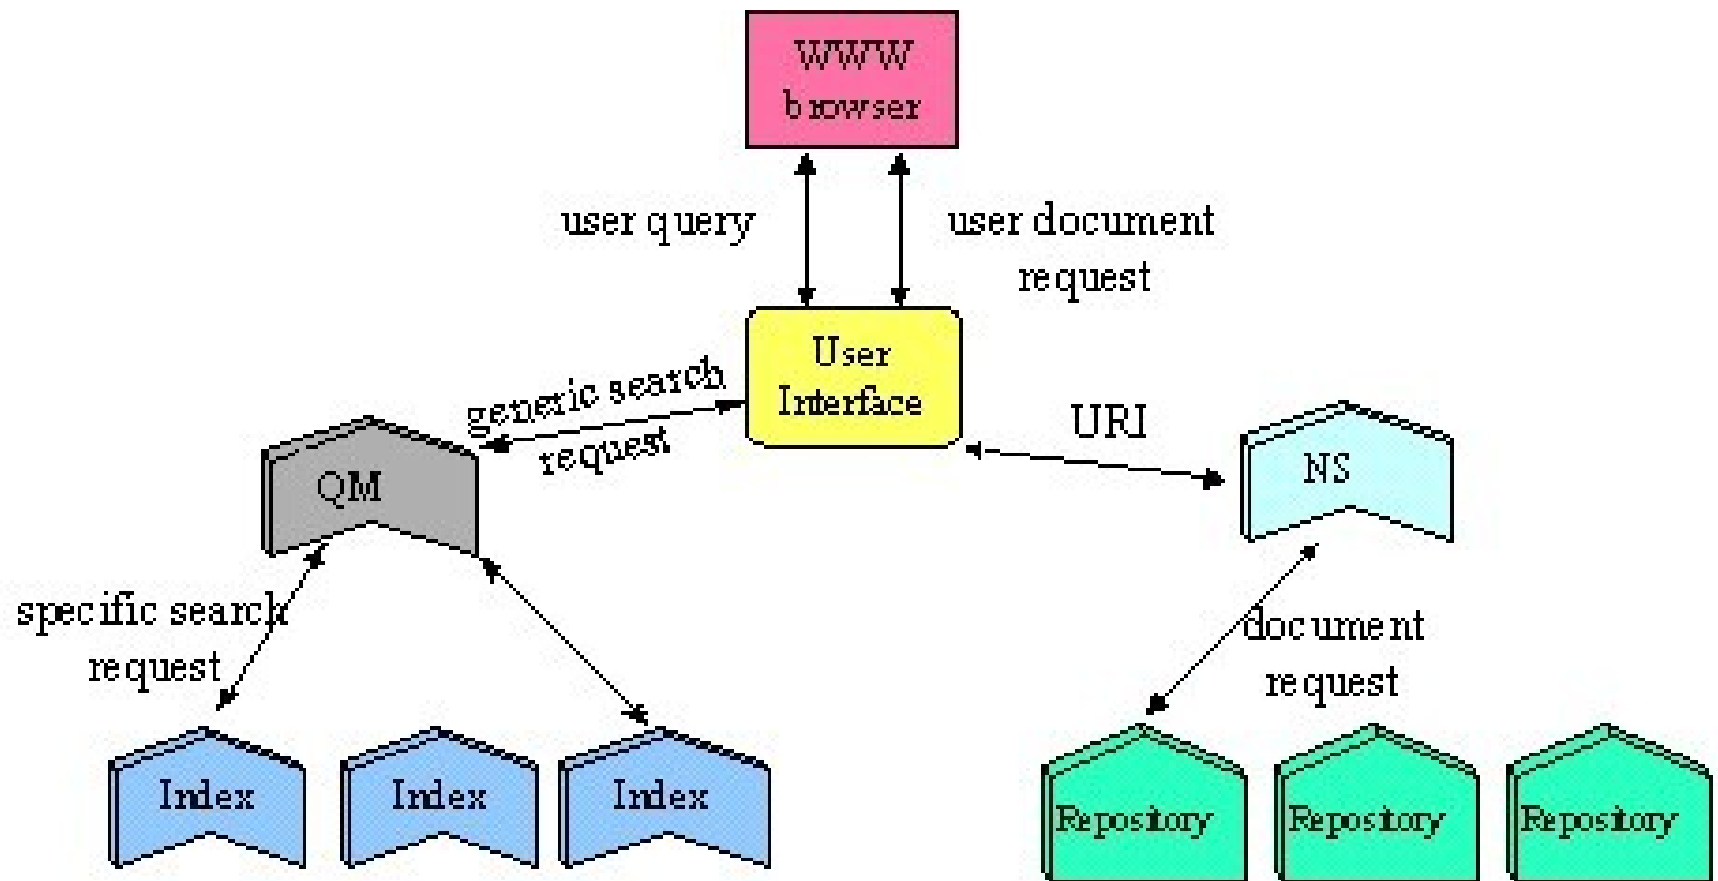 WWW
browser
user query
user document
request
User
Interface
generic search
request
URI
QM
NS
specific search
request
document
request
Index
Index
Index
Repository
Repository
Repository